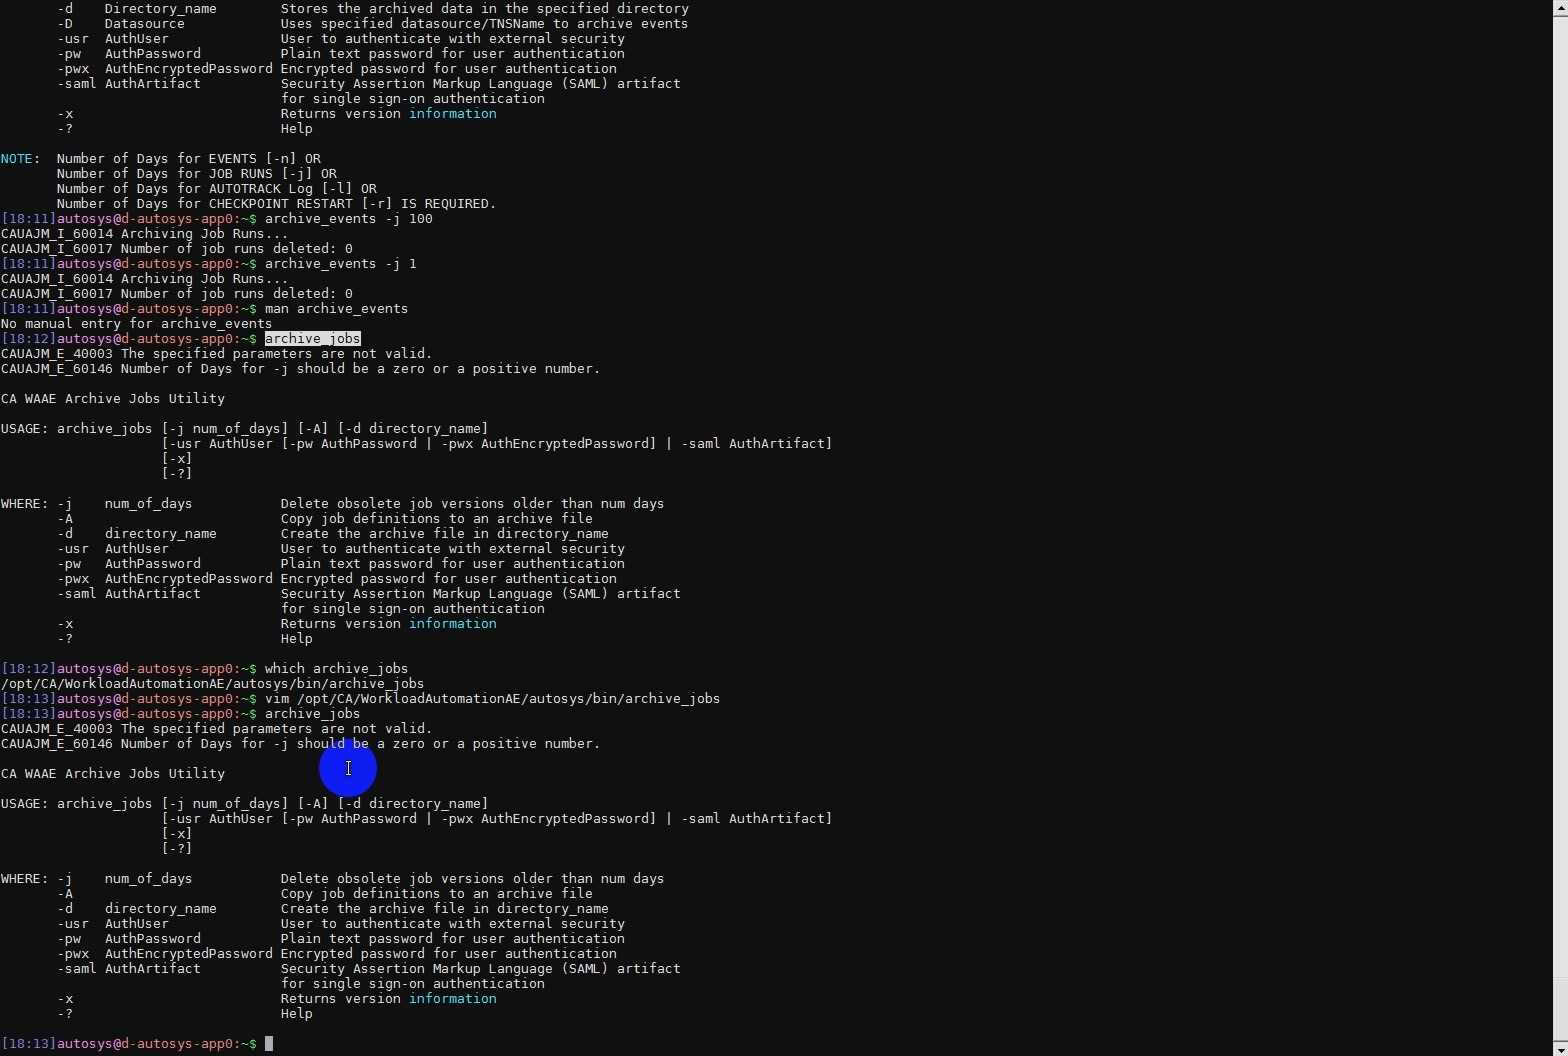 -d    Directory_name        Stores the archived data in the specified directory
       -D    Datasource            Uses specified datasource/TNSName to archive events
       -usr  AuthUser              User to authenticate with external security
       -pw   AuthPassword          Plain text password for user authentication
       -pwx  AuthEncryptedPassword Encrypted password for user authentication
       -saml AuthArtifact          Security Assertion Markup Language (SAML) artifact
                                   for single sign-on authentication
       -x                          Returns version information
       -?                          Help

NOTE:  Number of Days for EVENTS [-n] OR
       Number of Days for JOB RUNS [-j] OR
       Number of Days for AUTOTRACK Log [-l] OR
       Number of Days for CHECKPOINT RESTART [-r] IS REQUIRED.
[18:11]autosys@d-autosys-app0:~$ archive_events -j 100
CAUAJM_I_60014 Archiving Job Runs...
CAUAJM_I_60017 Number of job runs deleted: 0
[18:11]autosys@d-autosys-app0:~$ archive_events -j 1
CAUAJM_I_60014 Archiving Job Runs...
CAUAJM_I_60017 Number of job runs deleted: 0
[18:11]autosys@d-autosys-app0:~$ man archive_events
No manual entry for archive_events
[18:12]autosys@d-autosys-app0:~$ archive_jobs
CAUAJM_E_40003 The specified parameters are not valid.
CAUAJM_E_60146 Number of Days for -j should be a zero or a positive number.

CA WAAE Archive Jobs Utility

USAGE: archive_jobs [-j num_of_days] [-A] [-d directory_name]
                    [-usr AuthUser [-pw AuthPassword | -pwx AuthEncryptedPassword] | -saml AuthArtifact]
                    [-x]
                    [-?]

WHERE: -j    num_of_days           Delete obsolete job versions older than num days
       -A                          Copy job definitions to an archive file
       -d    directory_name        Create the archive file in directory_name
       -usr  AuthUser              User to authenticate with external security
       -pw   AuthPassword          Plain text password for user authentication
       -pwx  AuthEncryptedPassword Encrypted password for user authentication
       -saml AuthArtifact          Security Assertion Markup Language (SAML) artifact
                                   for single sign-on authentication
       -x                          Returns version information
       -?                          Help

[18:12]autosys@d-autosys-app0:~$ which archive_jobs
/opt/CA/WorkloadAutomationAE/autosys/bin/archive_jobs
[18:13]autosys@d-autosys-app0:~$ vim /opt/CA/WorkloadAutomationAE/autosys/bin/archive_jobs
[18:13]autosys@d-autosys-app0:~$ archive_jobs
CAUAJM_E_40003 The specified parameters are not valid.
CAUAJM_E_60146 Number of Days for -j should be a zero or a positive number.

CA WAAE Archive Jobs Utility

USAGE: archive_jobs [-j num_of_days] [-A] [-d directory_name]
                    [-usr AuthUser [-pw AuthPassword | -pwx AuthEncryptedPassword] | -saml AuthArtifact]
                    [-x]
                    [-?]

WHERE: -j    num_of_days           Delete obsolete job versions older than num days
       -A                          Copy job definitions to an archive file
       -d    directory_name        Create the archive file in directory_name
       -usr  AuthUser              User to authenticate with external security
       -pw   AuthPassword          Plain text password for user authentication
       -pwx  AuthEncryptedPassword Encrypted password for user authentication
       -saml AuthArtifact          Security Assertion Markup Language (SAML) artifact
                                   for single sign-on authentication
       -x                          Returns version information
       -?                          Help

[18:13]autosys@d-autosys-app0:~$